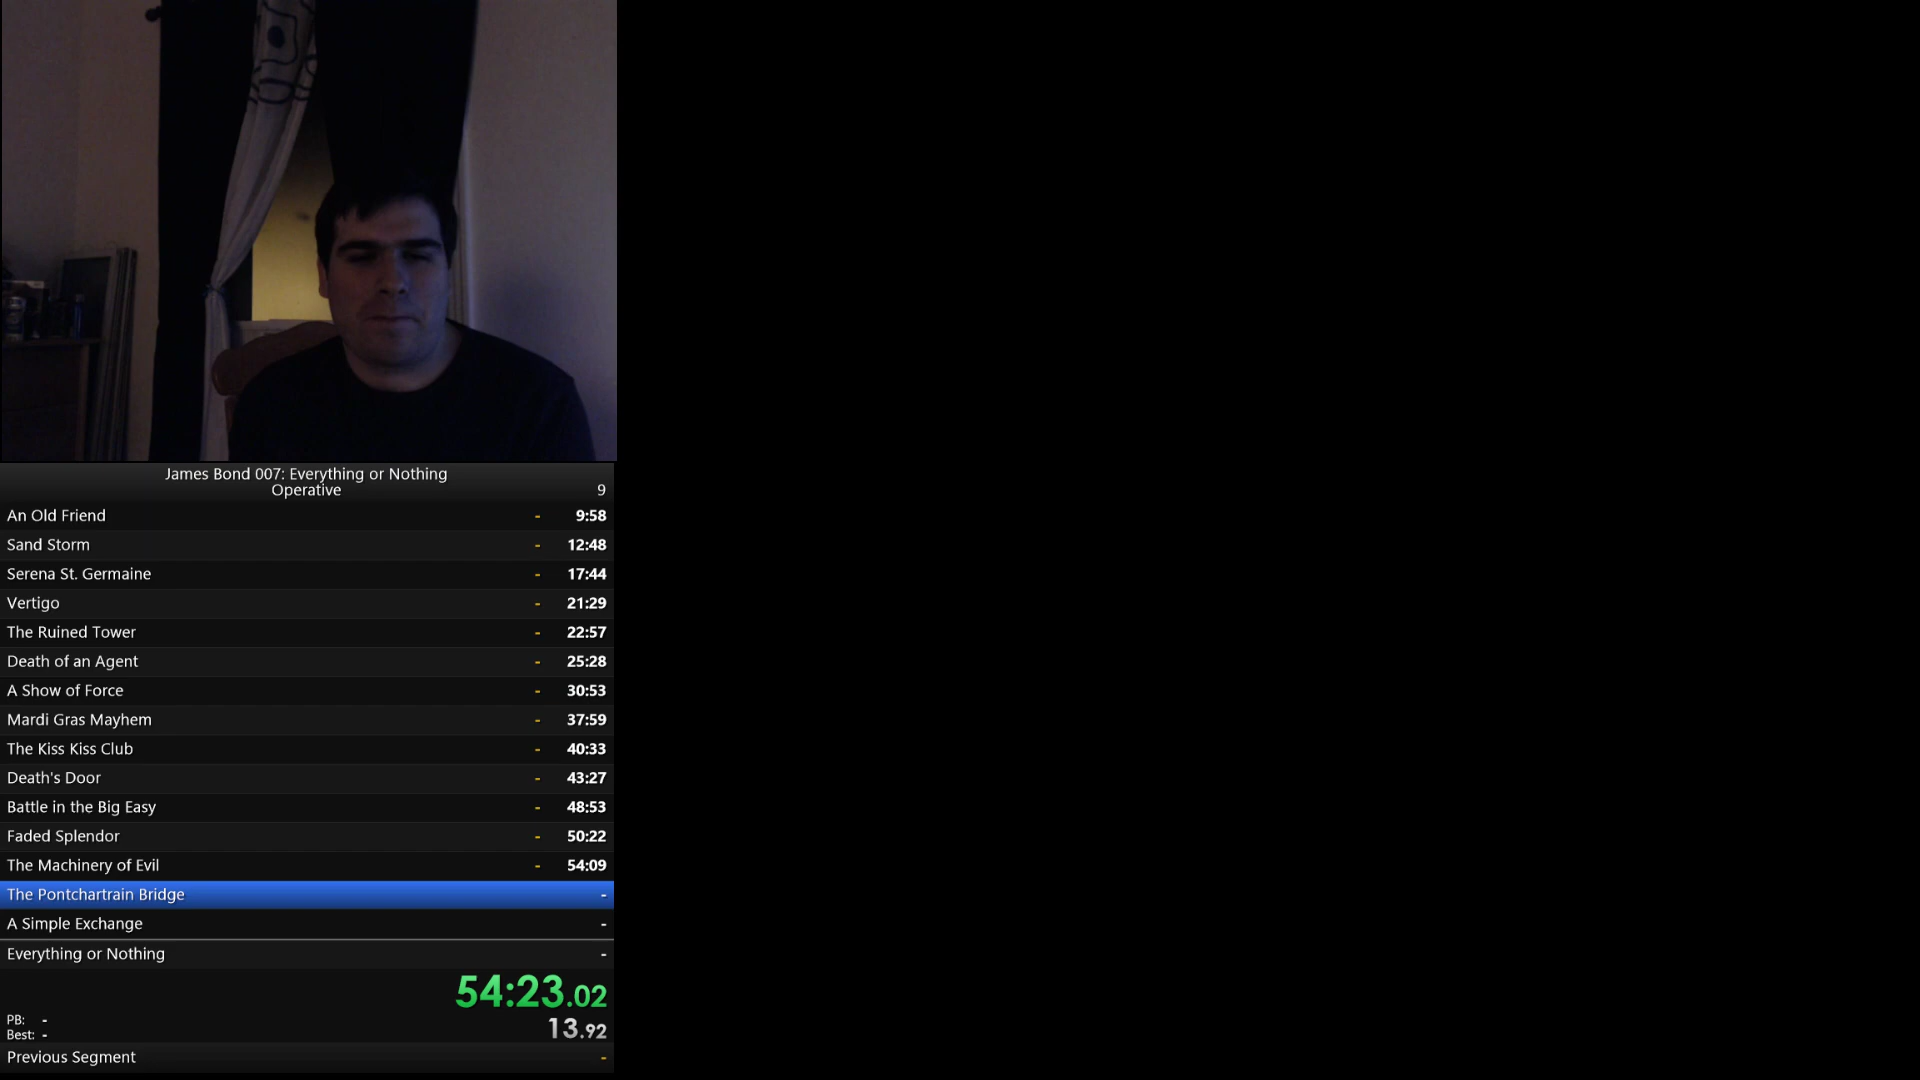 James Bond 007: Everything or Nothing
Operative 9
An Old Friend - 9:58
Sand Storm - 12:48
Serena St. Germaine - 17:44
Vertigo - 21:29
The Ruined Tower - 22:57
Death of an Agent - 25:28
A Show of Force - 30:53
Mardi Gras Mayhem - 37:59
The Kiss Kiss Club - 40:33
Death's Door - 43:27
Battle in the Big Easy - 48:53
Faded Splendor - 50:22
The Machinery of Evil - 54:09
The Pontchartrain Bridge -
A Simple Exchange -
Everything or Nothing -
54:23.02
PB: -
Best: - 13.92
Previous Segment -